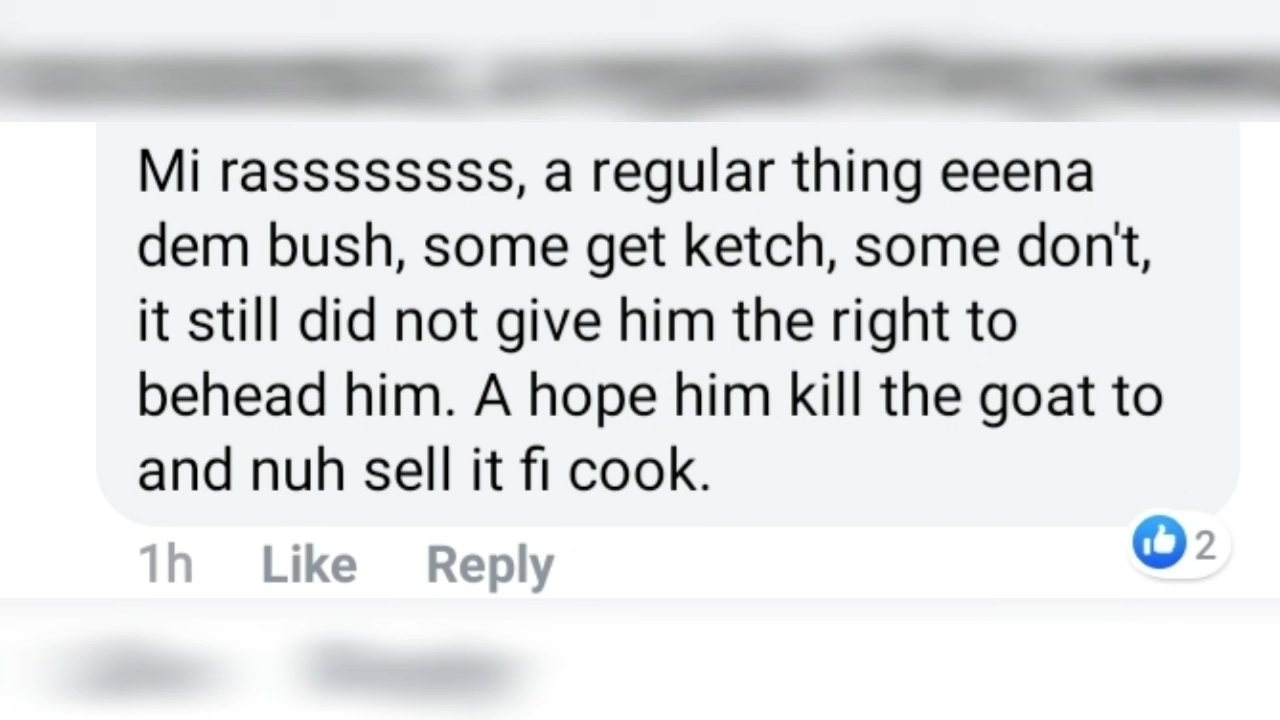 Mi rasssssssss, a regular thing eeena
dem bush, some get ketch, some don't,
it still did not give him the right to
behead him. A hope him kill the goat to
and nuh sell it fi cook.
1h Like Reply
2